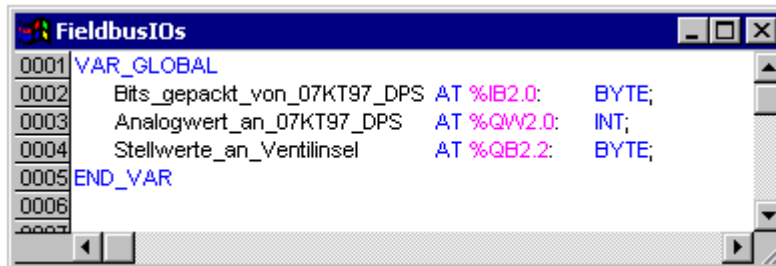 FieldbusIOs
0001 VAR_GLOBAL
0002 Bits_gepackt_von_07KT97_DPS AT %IB2.0: BYTE;
0003 Analogwert_an_07KT97_DPS AT %QW2.0: INT;
0004 Stellwerte_an_Ventilinsel AT %QB2.2: BYTE;
0005 END_VAR
0006